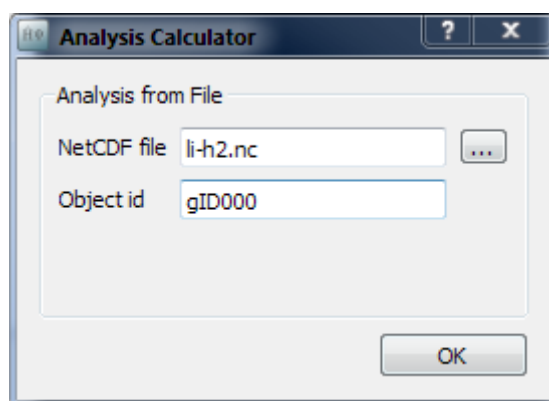 Analysis Calculator
? x
Analysis from File
NetCDF file li-h2.nc ...
Object id gID000
OK